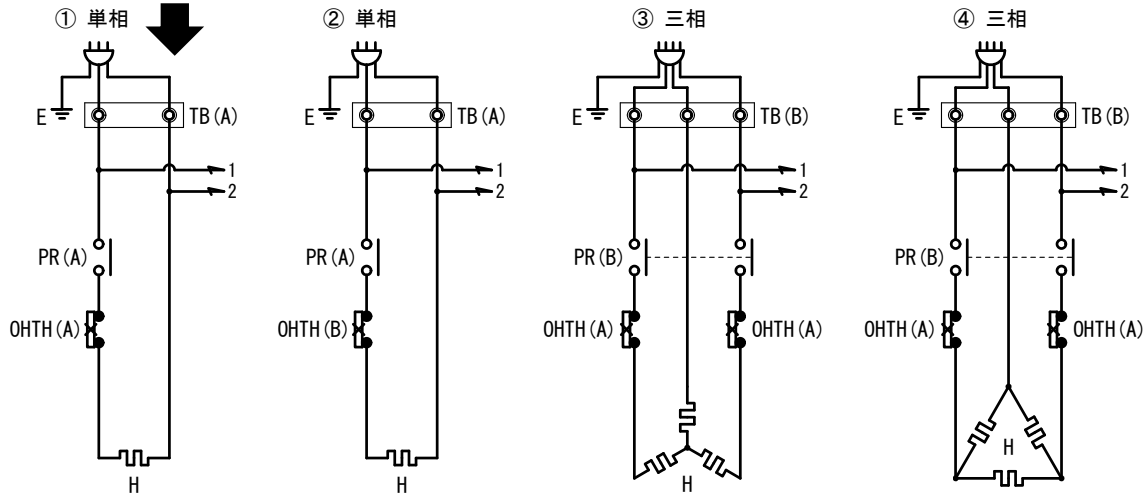 ① 単相
② 単相
③ 三相
④ 三相
E
TB(A)
E
TB(A)
E
TB(B)
E
TB(B)
1
2
1
2
1
2
1
2
PR(A)
PR(A)
PR(B)
PR(B)
OHTH(A)
OHTH(B)
OHTH(A)
OHTH(A)
OHTH(A)
OHTH(A)
H
H
H
H